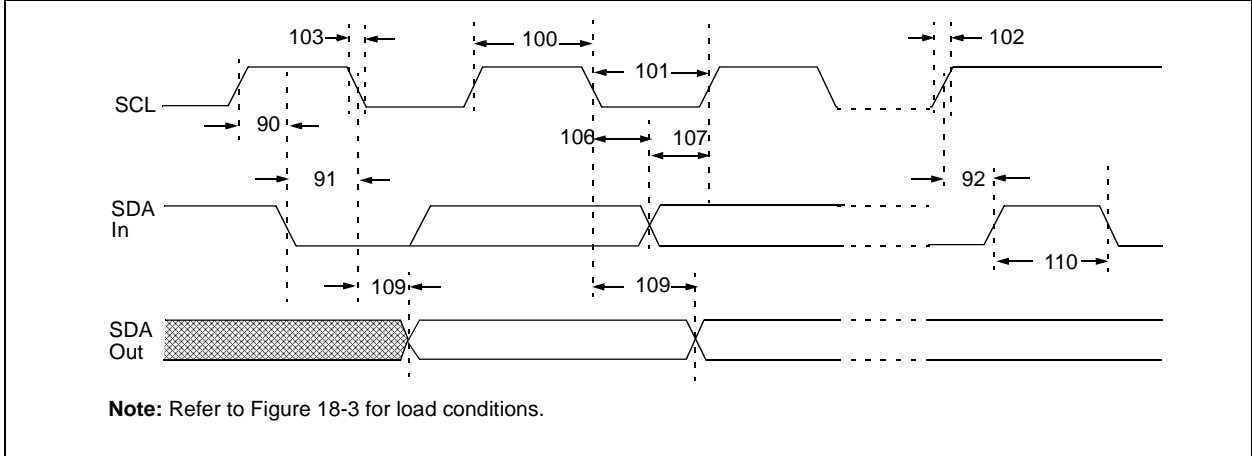 103
100
102
101
SCL
90
106
107
91
92
SDA
In
110
109
109
SDA
Out
Note: Refer to Figure 18-3 for load conditions.